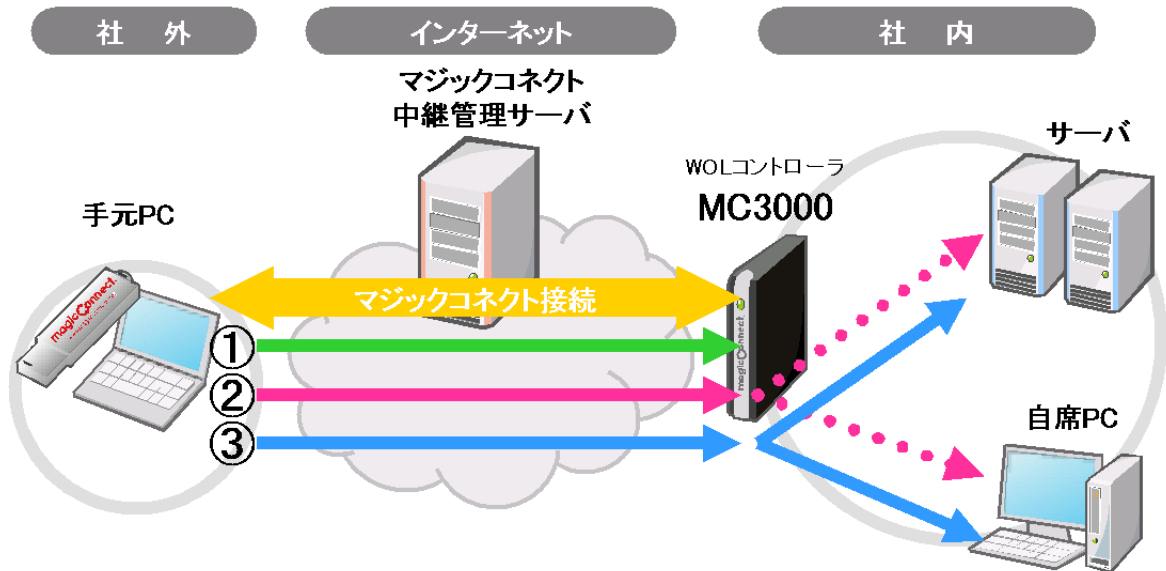 社 外
インターネット
社 内
マジックコネクト
中継管理サーバ
サーバ
WOLコントローラ
MC3000
手元PC
magicConnect
マジックコネクト接続
①
magicConnect
②
③
自席PC